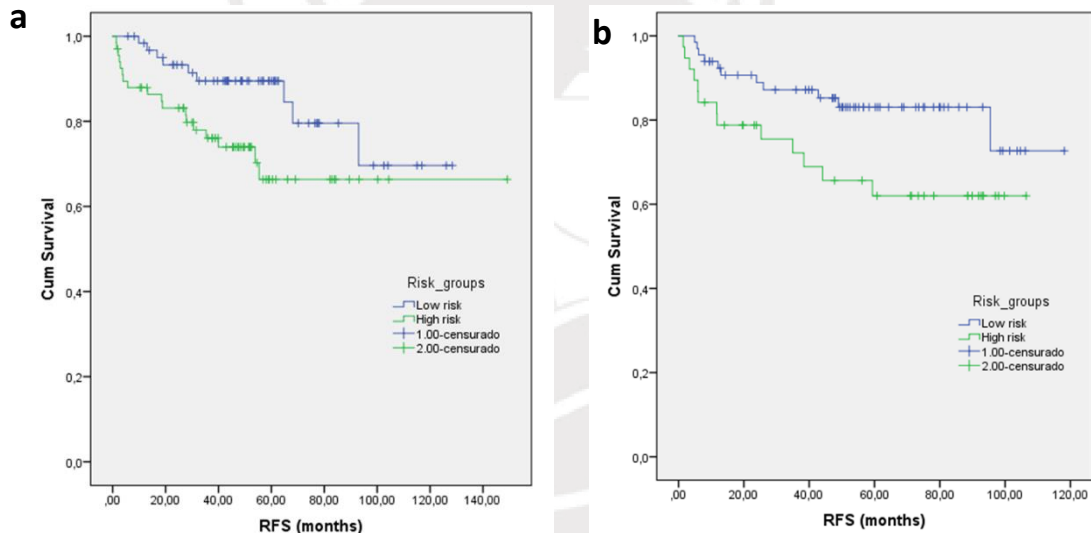 a
Cum Survival
1,0
0,8
0,6
0,4
0,2
0,0
Risk_groups
Low risk
High risk
1.00-censurado
2.00-censurado
,00 20,00 40,00 60,00 80,00 100,00 120,00 140,00
RFS (months)
b
Cum Survival
1,0
0,8
0,6
0,4
0,2
0,0
Risk_groups
Low risk
High risk
1.00-censurado
2.00-censurado
,00 20,00 40,00 60,00 80,00 100,00 120,00
RFS (months)